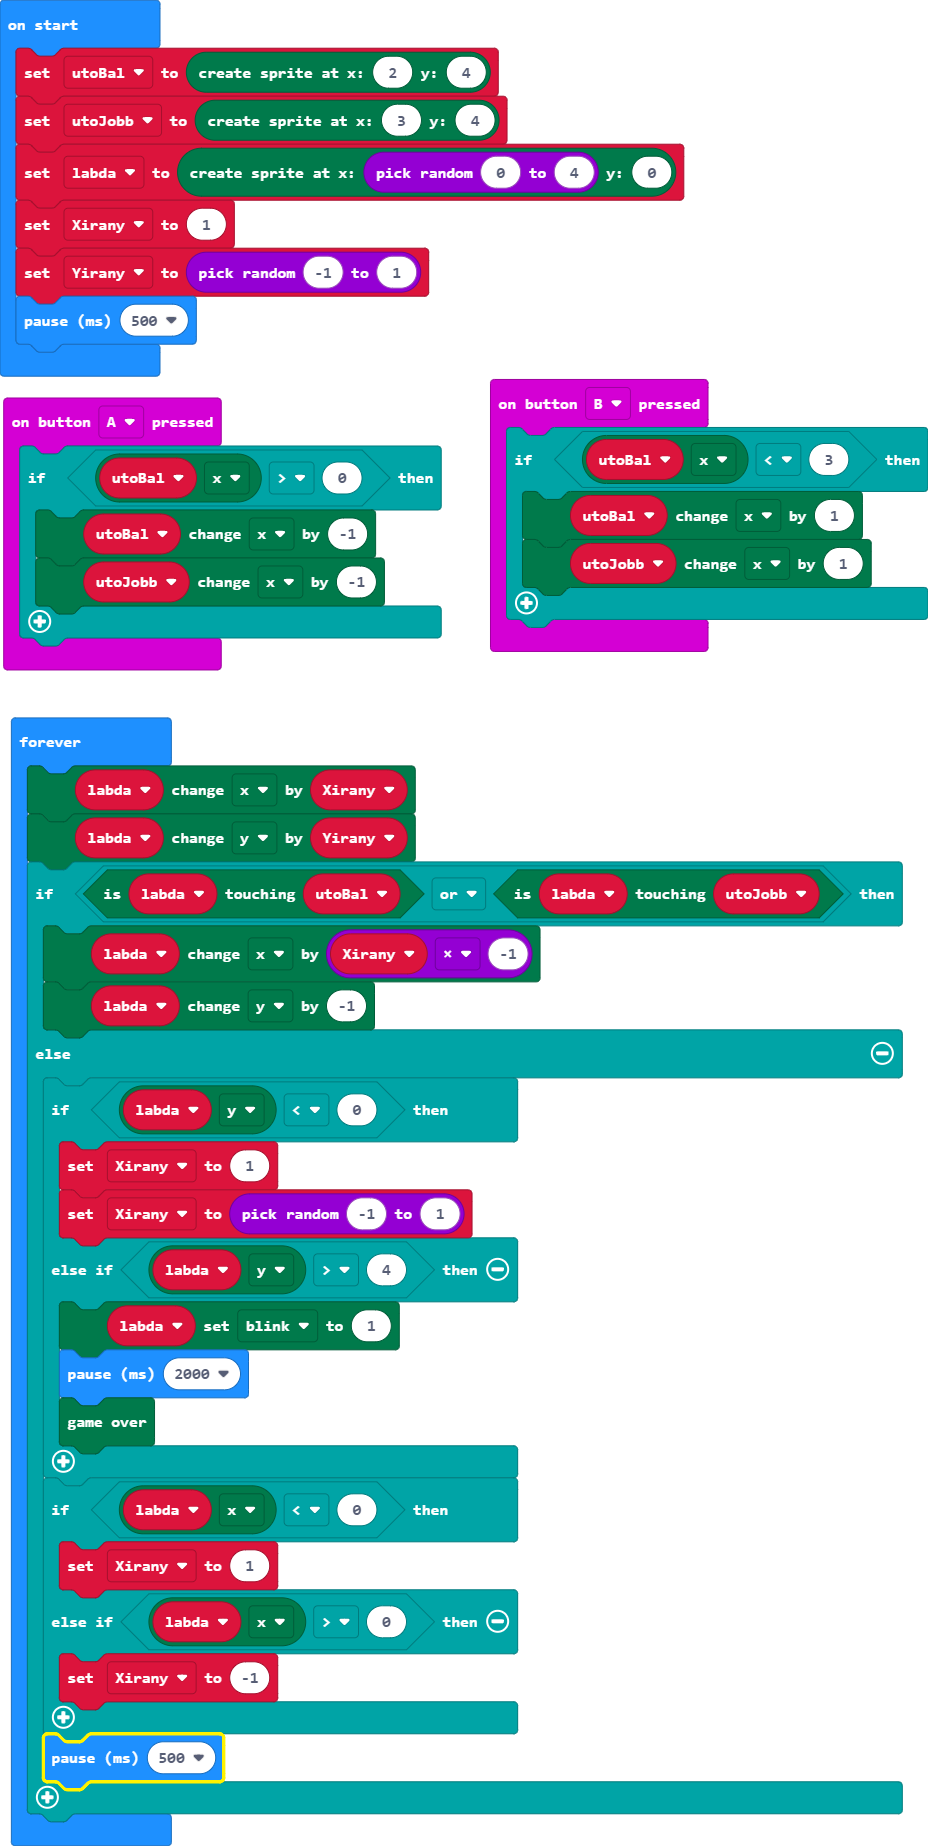 on start
set utoBal to create sprite at x: 2 y: 4
set utoJobb to create sprite at x: 3 y: 4
set labda to create sprite at x: pick random 0 to 4 y: 0
set Xirany to 1
set Yirany to pick random -1 to 1
pause (ms) 500
on button A pressed
if utoBal x > 0 then
utoBal change x by -1
utoJobb change x by -1
on button B pressed
if utoBal x < 3 then
utoBal change x by 1
utoJobb change x by 1
forever
labda change x by Xirany
labda change y by Yirany
if is labda touching utoBal or is labda touching utoJobb then
labda change x by Xirany × -1
labda change y by -1
else
if labda y < 0 then
set Xirany to 1
set Xirany to pick random -1 to 1
else if labda y > 4 then
labda set blink to 1
pause (ms) 2000
game over
if labda x < 0 then
set Xirany to 1
else if labda x > 0 then
set Xirany to -1
pause (ms) 500